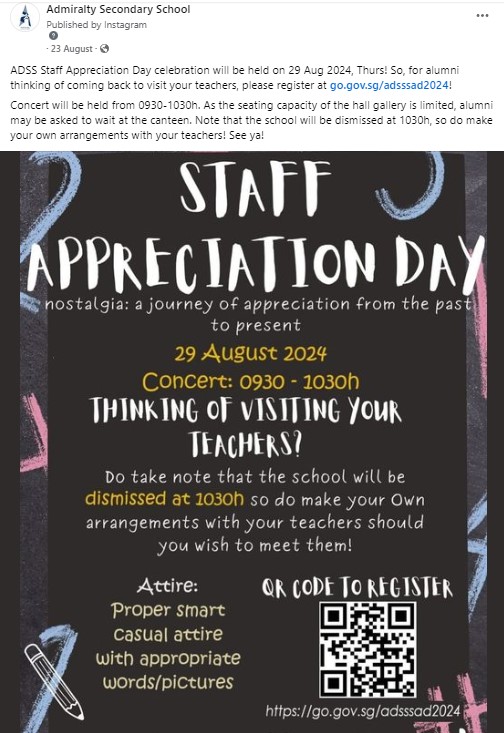 Admiralty Secondary School
Published by Instagram
· 23 August ·
ADSS Staff Appreciation Day celebration will be held on 29 Aug 2024, Thurs! So, for alumni
thinking of coming back to visit your teachers, please register at go.gov.sg/adsssad2024!
Concert will be held from 0930-1030h. As the seating capacity of the hall gallery is limited, alumni
may be asked to wait at the canteen. Note that the school will be dismissed at 1030h, so do make
your own arrangements with your teachers! See ya!
STAFF
APPRECIATION DAY
nostalgia: a journey of appreciation from the past
to present
29 August 2024
Concert: 0930 - 1030h
THINKING OF VISITING YOUR
TEACHERS?
Do take note that the school will be
dismissed at 1030h so do make your Own
arrangements with your teachers should
you wish to meet them!
Attire:
Proper smart
casual attire
with appropriate
words/pictures
QR CODE TO REGISTER
https://go.gov.sg/adsssad2024